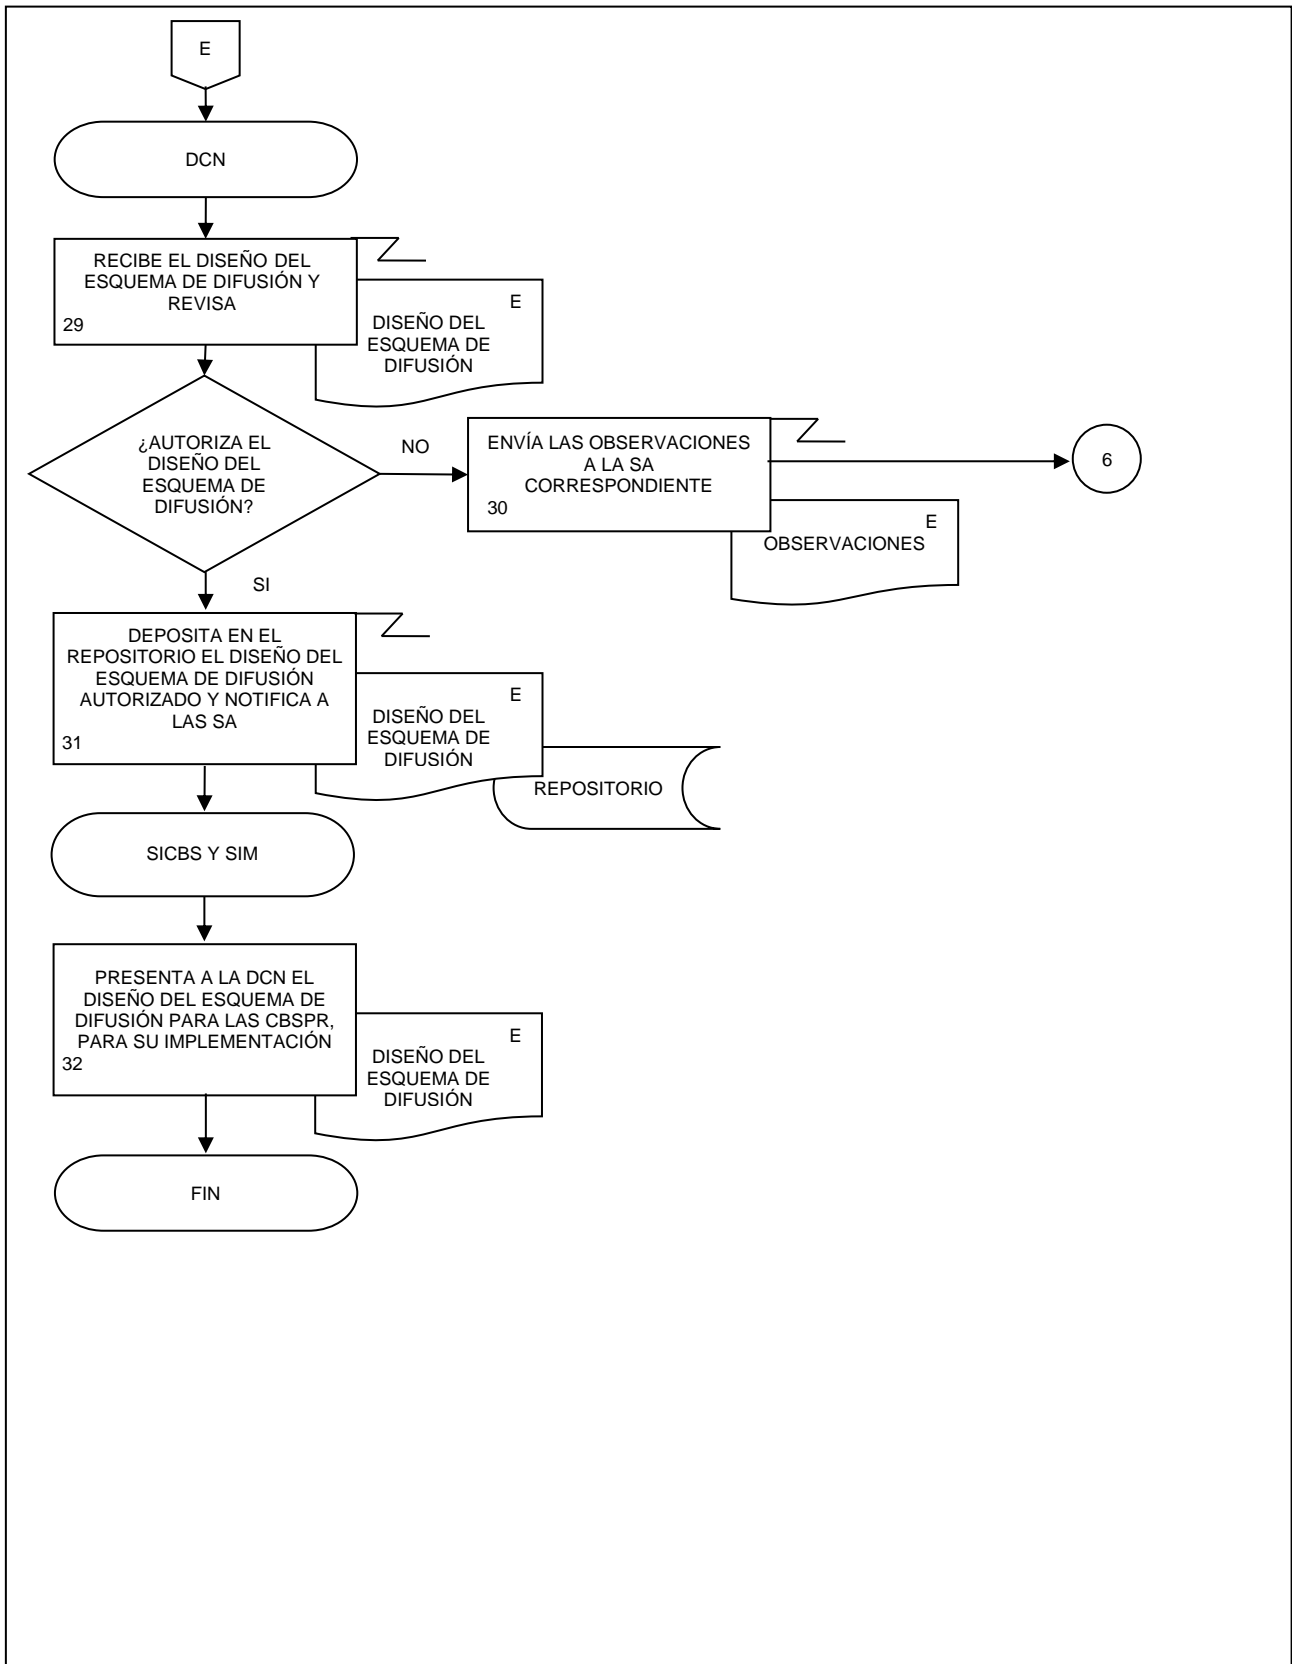 E
DCN
RECIBE EL DISEÑO DEL
ESQUEMA DE DIFUSIÓN Y
REVISA
29
E
DISEÑO DEL
ESQUEMA DE
DIFUSIÓN
¿AUTORIZA EL
DISEÑO DEL
ESQUEMA DE
DIFUSIÓN?
NO
ENVÍA LAS OBSERVACIONES
A LA SA
CORRESPONDIENTE
30
6
E
OBSERVACIONES
SI
DEPOSITA EN EL
REPOSITORIO EL DISEÑO DEL
ESQUEMA DE DIFUSIÓN
AUTORIZADO Y NOTIFICA A
LAS SA
31
E
DISEÑO DEL
ESQUEMA DE
DIFUSIÓN
REPOSITORIO
SICBS Y SIM
PRESENTA A LA DCN EL
DISEÑO DEL ESQUEMA DE
DIFUSIÓN PARA LAS CBSPR,
PARA SU IMPLEMENTACIÓN
32
E
DISEÑO DEL
ESQUEMA DE
DIFUSIÓN
FIN